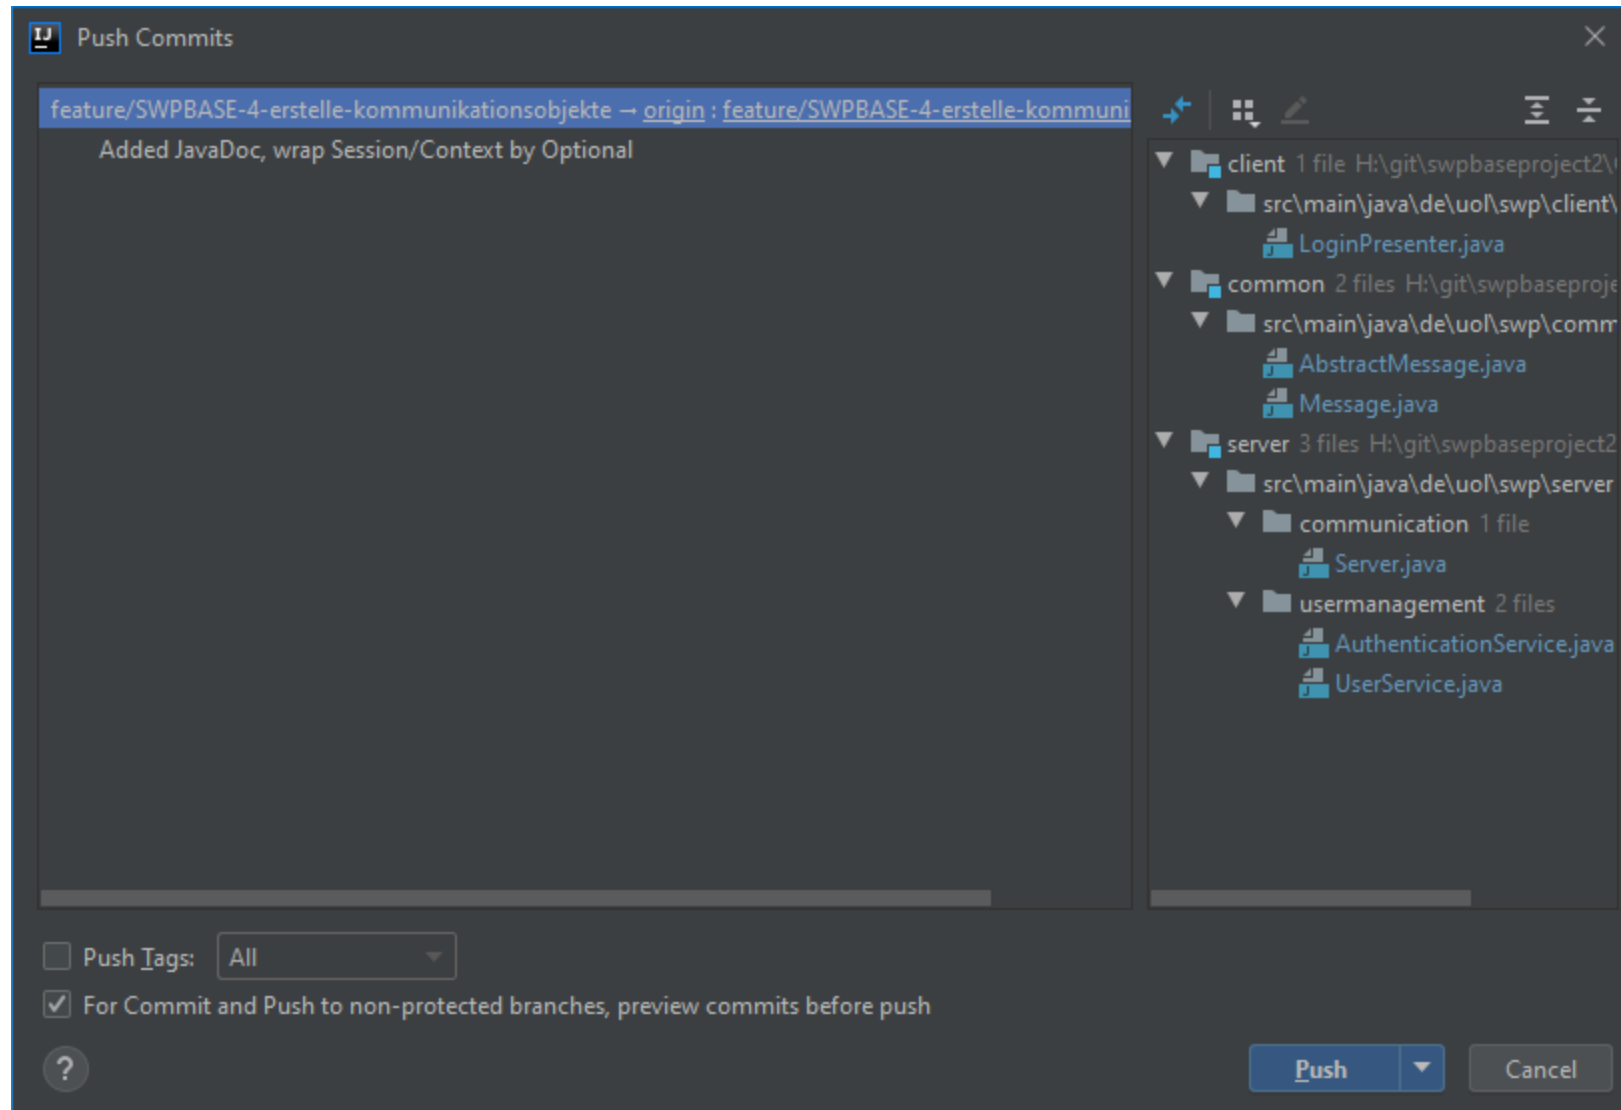 Push Commits
feature/SWPBASE-4-erstelle-kommunikationsobjekte → origin : feature/SWPBASE-4-erstelle-kommuni
Added JavaDoc, wrap Session/Context by Optional
client 1 file H:\git\swpbaseproject2\
src\main\java\de\uol\swp\client\
LoginPresenter.java
common 2 files H:\git\swpbaseproje
src\main\java\de\uol\swp\comm
AbstractMessage.java
Message.java
server 3 files H:\git\swpbaseproject2
src\main\java\de\uol\swp\server
communication 1 file
Server.java
usermanagement 2 files
AuthenticationService.java
UserService.java
Push Tags: All
For Commit and Push to non-protected branches, preview commits before push
? Push Cancel